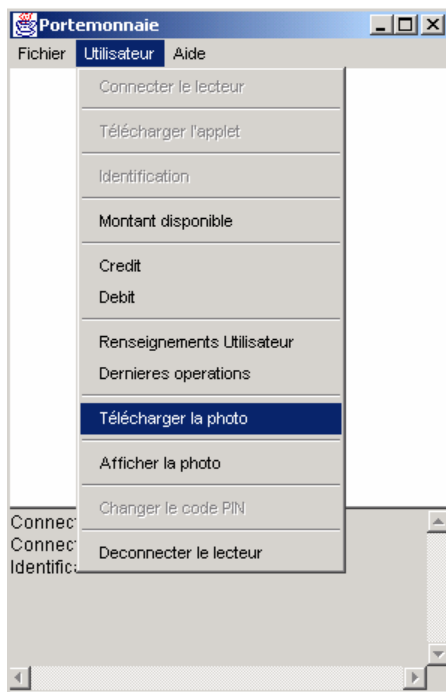 Portemonnaie
Fichier Utilisateur Aide
Connecter le lecteur
Télécharger l'applet
Identification
Montant disponible
Credit
Debit
Renseignements Utilisateur
Dernieres operations
Télécharger la photo
Afficher la photo
Changer le code PIN
Deconnecter le lecteur